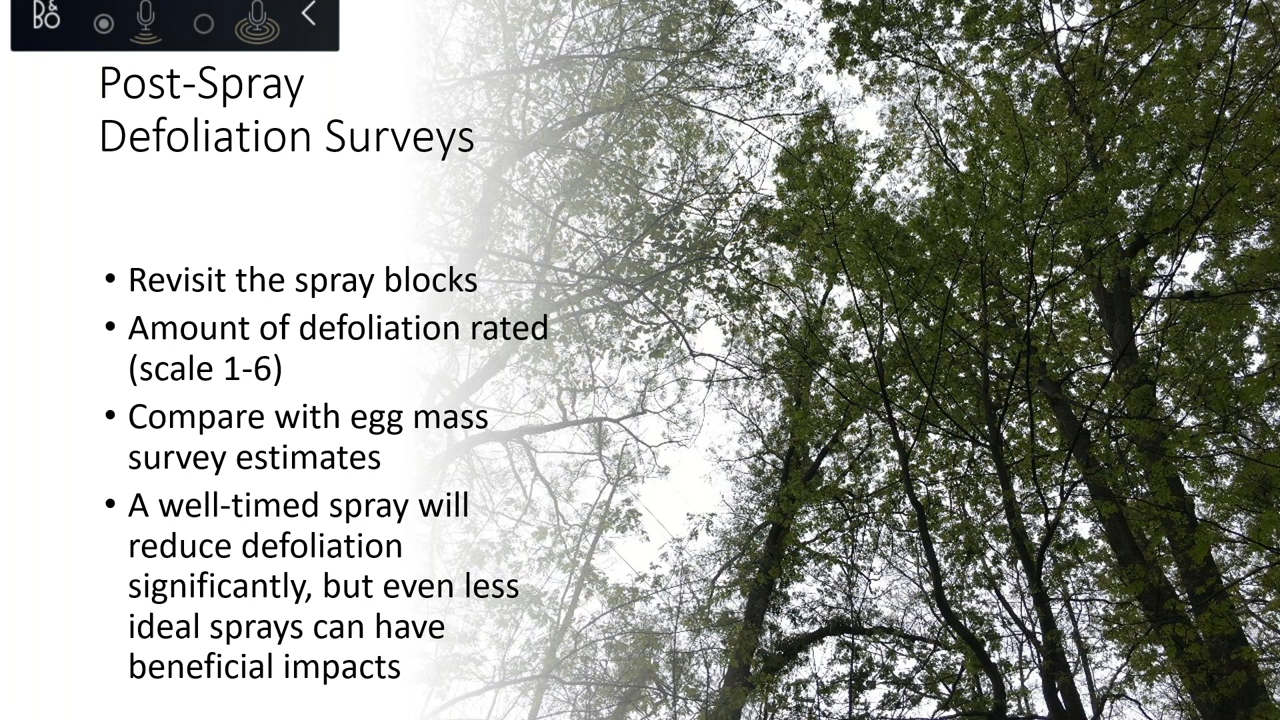 B&
BO
Post-Spray
Defoliation Surveys
• Revisit the spray blocks
• Amount of defoliation rated
(scale 1-6)
• Compare with egg mass
survey estimates
• A well-timed spray will
reduce defoliation
significantly, but even less
ideal sprays can have
beneficial impacts